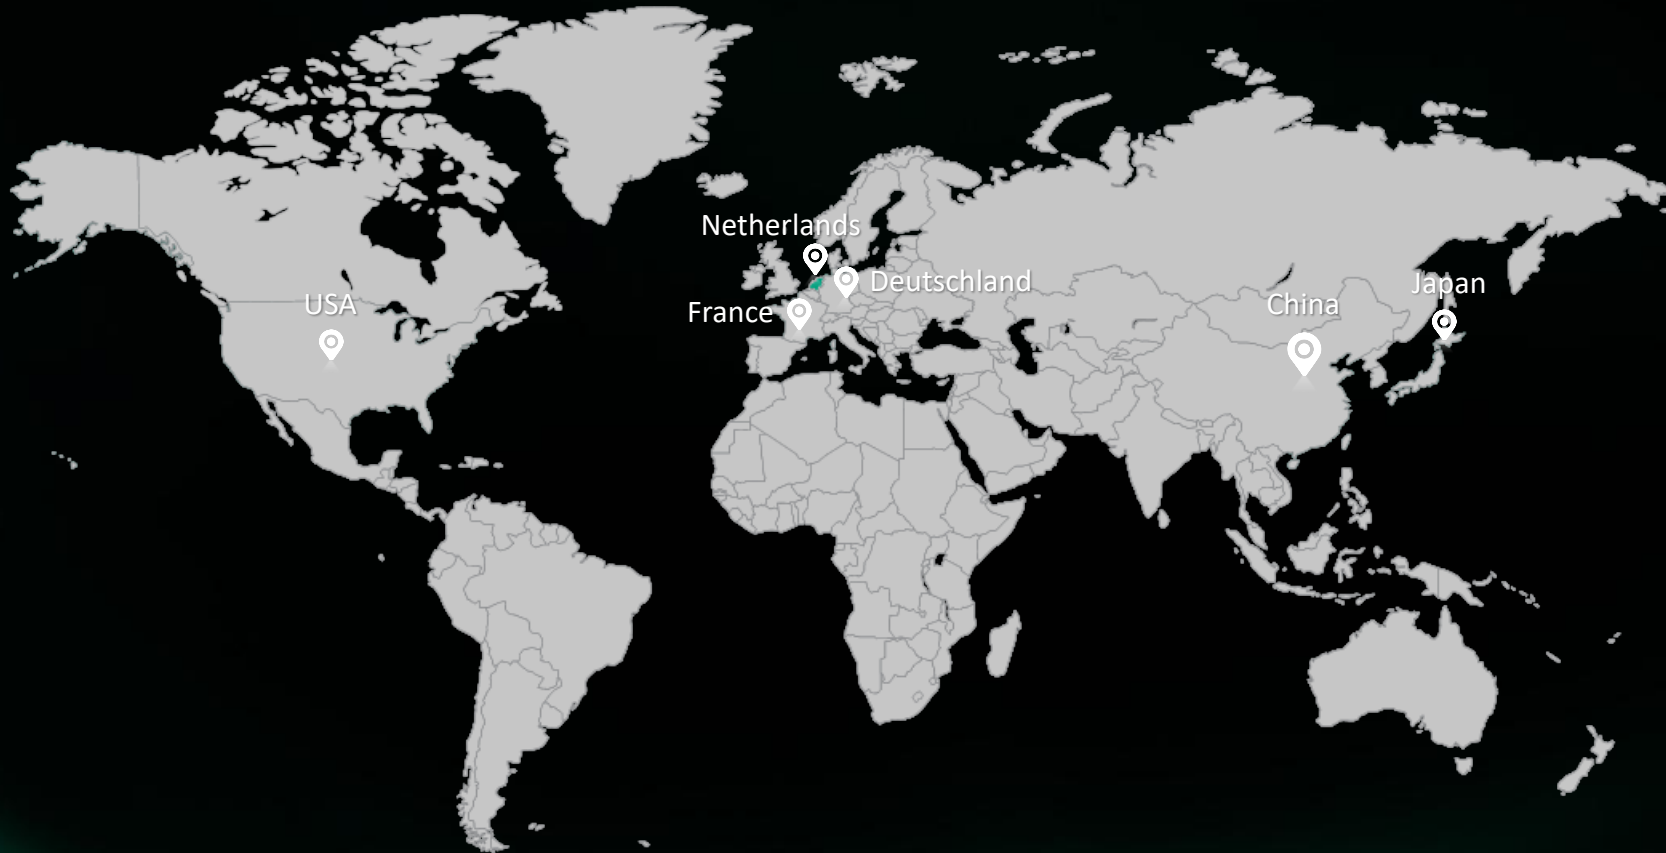 Netherlands
Deutschland
Japan
USA
China
France